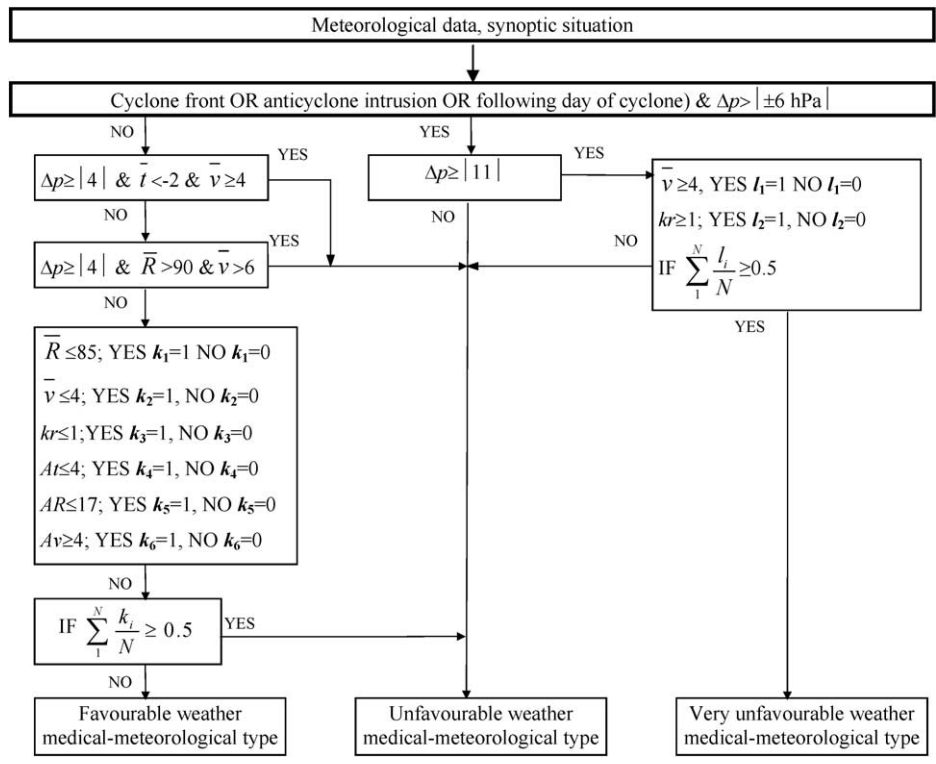 Meteorological data, synoptic situation
Cyclone front OR anticyclone intrusion OR following day of cyclone) & Δp> | ±6 hPa |
NO
YES
Δp≥ | 4 | & t̅ <-2 & v̅ ≥4
YES
Δp≥ | 11 |
YES
NO
NO
Δp≥ | 4 | & R̅ >90 & v̅ >6
YES
v̅ ≥4, YES l₁=1 NO l₁=0
kr≥1; YES l₂=1, NO l₂=0
IF ∑₁ᴺ lᵢ/N ≥0.5
NO
YES
NO
R̅ ≤85; YES k₁=1 NO k₁=0
v̅ ≤4; YES k₂=1, NO k₂=0
kr≤1;YES k₃=1, NO k₃=0
At≤4; YES k₄=1, NO k₄=0
AR≤17; YES k₅=1, NO k₅=0
Av≥4; YES k₆=1, NO k₆=0
NO
IF ∑₁ᴺ kᵢ/N ≥ 0.5
YES
NO
Favourable weather
medical-meteorological type
Unfavourable weather
medical-meteorological type
Very unfavourable weather
medical-meteorological type